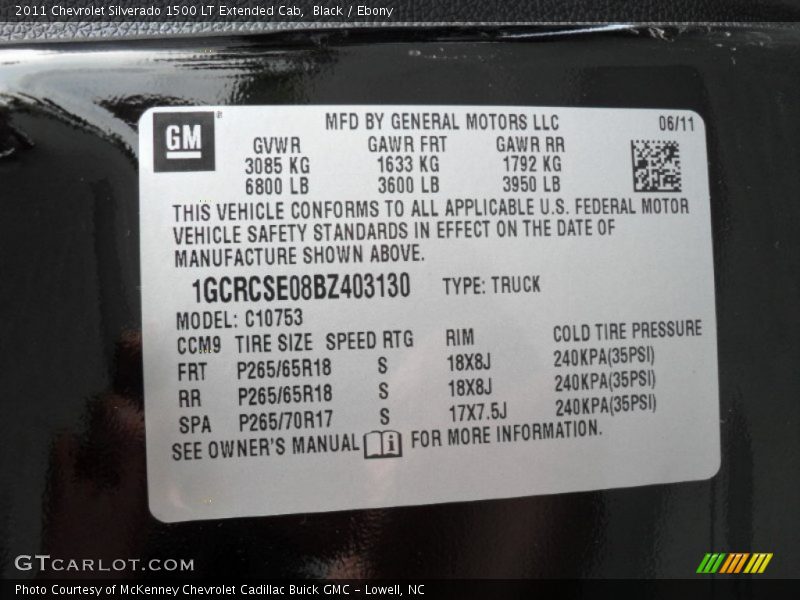 2011 Chevrolet Silverado 1500 LT Extended Cab, Black / Ebony
GM
MFD BY GENERAL MOTORS LLC 06/11
GVWR GAWR FRT GAWR RR
3085 KG 1633 KG 1792 KG
6800 LB 3600 LB 3950 LB
THIS VEHICLE CONFORMS TO ALL APPLICABLE U.S. FEDERAL MOTOR
VEHICLE SAFETY STANDARDS IN EFFECT ON THE DATE OF
MANUFACTURE SHOWN ABOVE.
1GCRCSE08BZ403130 TYPE: TRUCK
MODEL: C10753
CCM9 TIRE SIZE SPEED RTG RIM COLD TIRE PRESSURE
FRT P265/65R18 S 18X8J 240KPA(35PSI)
RR P265/65R18 S 18X8J 240KPA(35PSI)
SPA P265/70R17 S 17X7.5J 240KPA(35PSI)
SEE OWNER'S MANUAL FOR MORE INFORMATION.
GTCARLOT.COM
Photo Courtesy of McKenney Chevrolet Cadillac Buick GMC - Lowell, NC